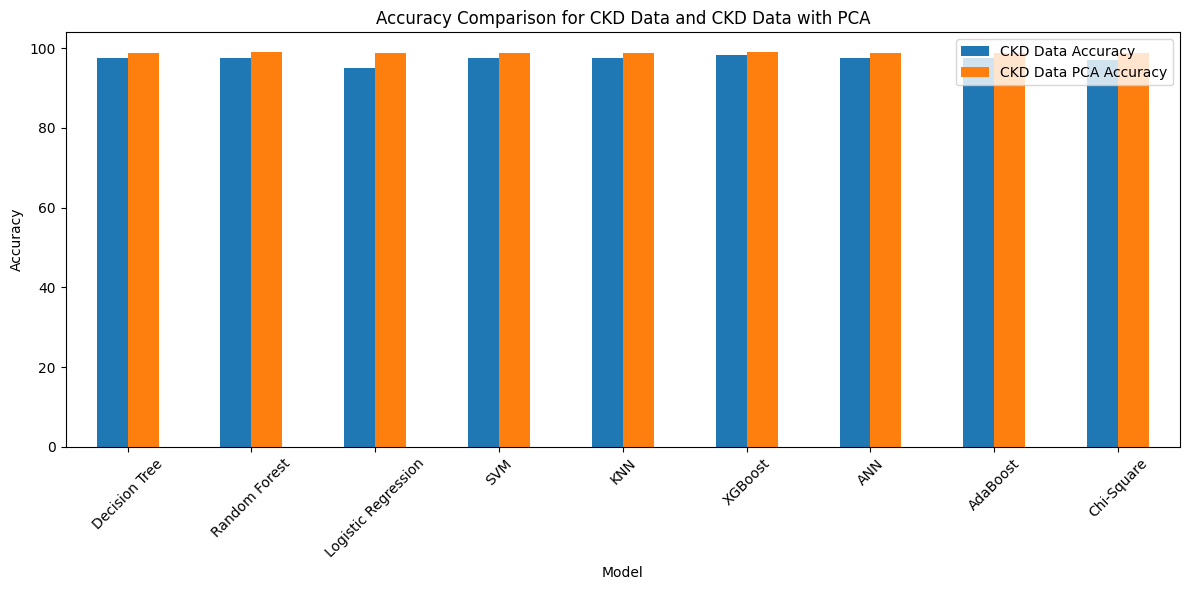 Accuracy Comparison for CKD Data and CKD Data with PCA
CKD Data Accuracy
CKD Data PCA Accuracy
100
80
60
40
20
0
Accuracy
Decision Tree
Random Forest
Logistic Regression
SVM
KNN
XGBoost
ANN
AdaBoost
Chi-Square
Model